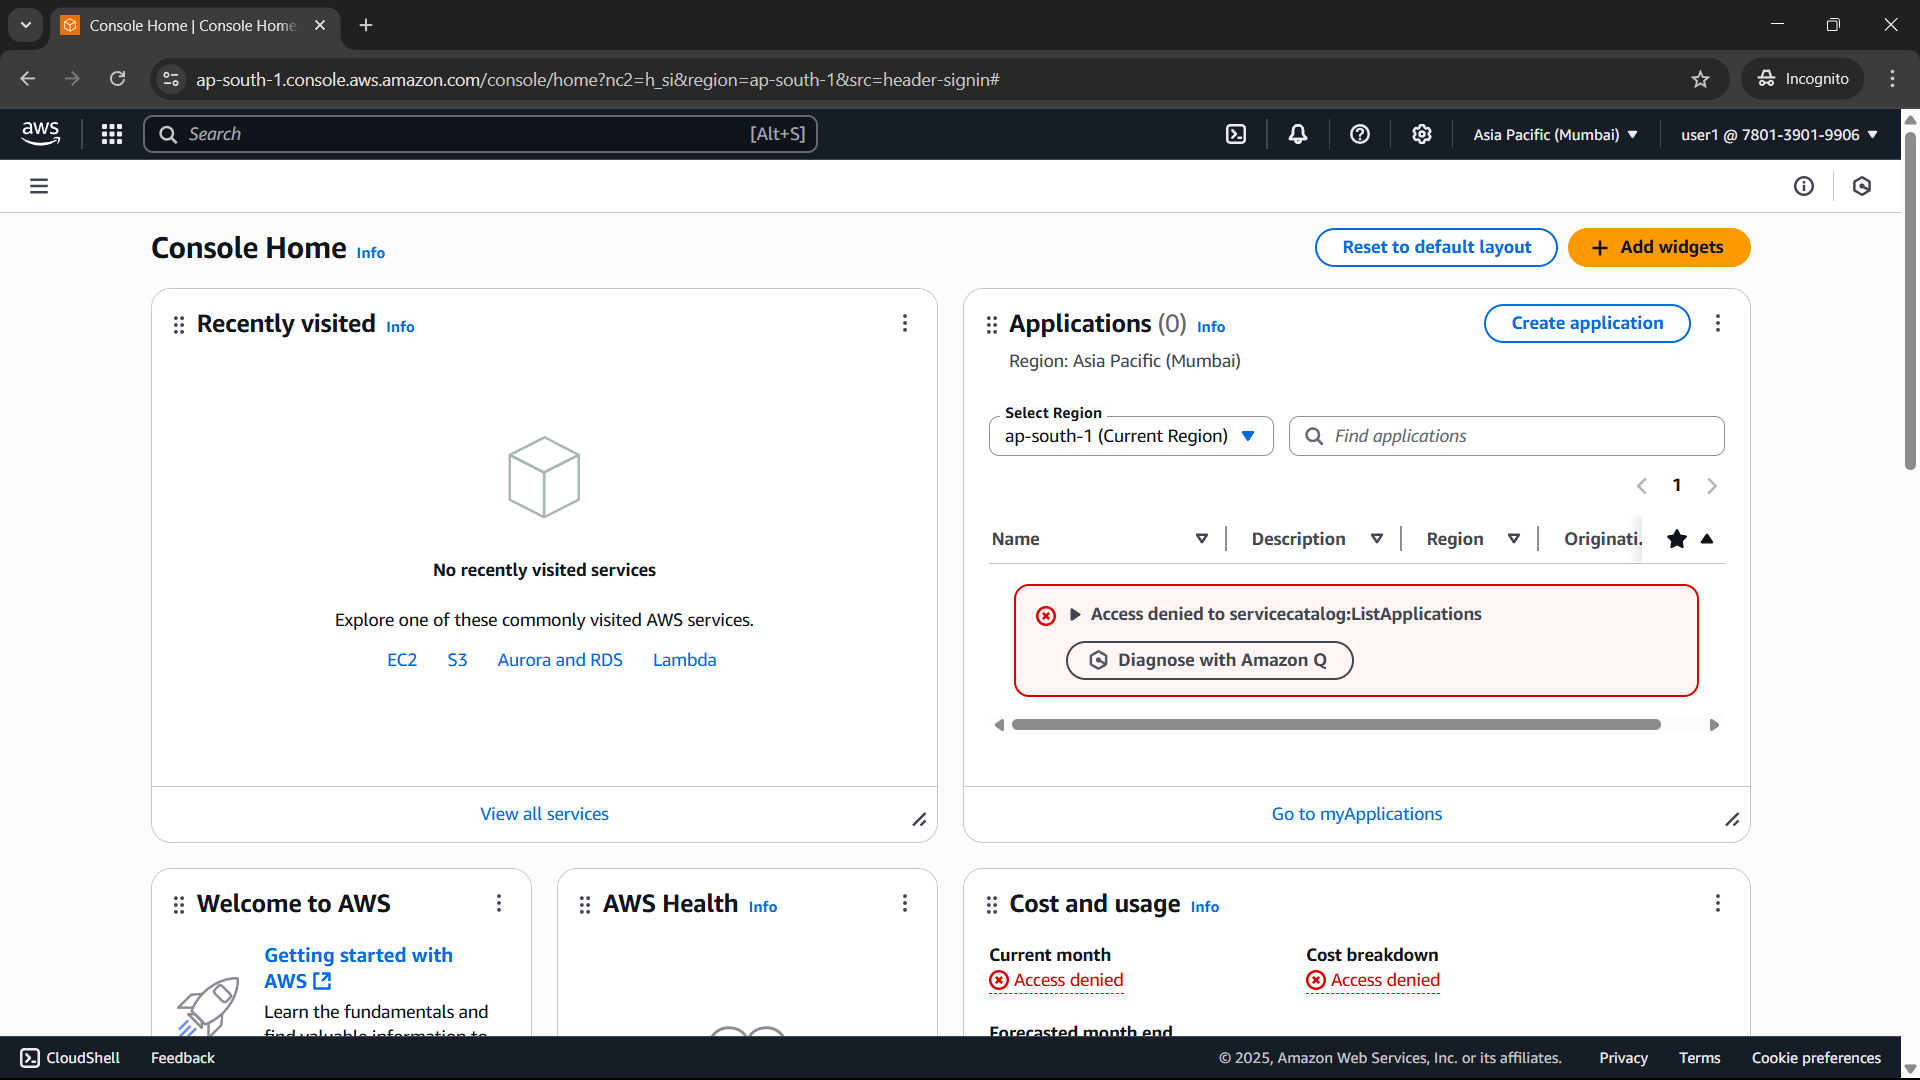 Console Home | Console Home
ap-south-1.console.aws.amazon.com/console/home?nc2=h_si&region=ap-south-1&src=header-signin#
Incognito
aws
Search
[Alt+S]
Asia Pacific (Mumbai)
user1 @ 7801-3901-9906
Console Home Info
Reset to default layout
Add widgets
Recently visited Info
No recently visited services
Explore one of these commonly visited AWS services.
EC2 S3 Aurora and RDS Lambda
View all services
Applications (0) Info
Create application
Region: Asia Pacific (Mumbai)
Select Region
ap-south-1 (Current Region)
Find applications
1
Name Description Region Originati.
Access denied to servicecatalog:ListApplications
Diagnose with Amazon Q
Go to myApplications
Welcome to AWS
Getting started with
AWS
Learn the fundamentals and
find valuable information to
AWS Health Info
Cost and usage Info
Current month
Access denied
Cost breakdown
Access denied
Forecasted month end
CloudShell Feedback
© 2025, Amazon Web Services, Inc. or its affiliates. Privacy Terms Cookie preferences